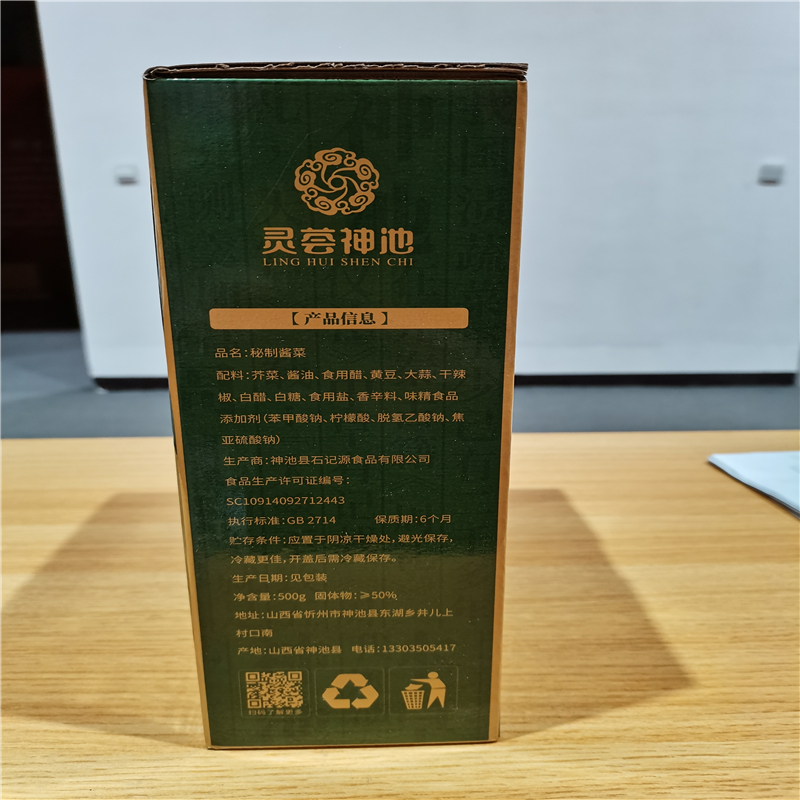 灵荟神池
LING HUI SHEN CHI
【产品信息】
品名:秘制酱菜
配料:芥菜、酱油、食用醋、黄豆、大蒜、干辣
椒、白醋、白糖、食用盐、香辛料、味精食品
添加剂(苯甲酸钠、柠檬酸、脱氢乙酸钠、焦
亚硫酸钠)
生产商:神池县石记源食品有限公司
食品生产许可证编号:
SC10914092712443
执行标准:GB 2714 保质期:6个月
贮存条件:应置于阴凉干燥处,避光保存,
冷藏更佳,开盖后需冷藏保存。
生产日期:见包装
净含量:500g 固体物:≥50%
地址:山西省忻州市神池县东湖乡井儿上
村口南
产地:山西省神池县 电话:13303505417
扫码了解更多